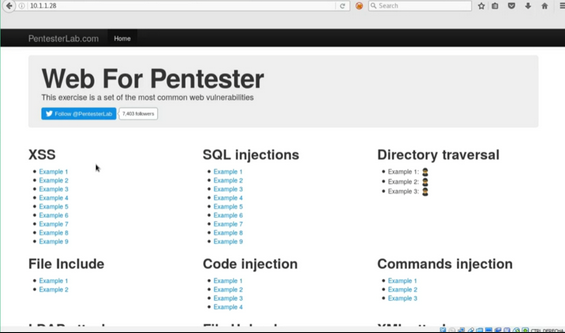 10.1.1.28
Search
PentesterLab.com Home
Web For Pentester
This exercise is a set of the most common web vulnerabilities
Follow @PentesterLab
7,403 followers
XSS
Example 1
Example 2
Example 3
Example 4
Example 5
Example 6
Example 7
Example 8
Example 9
SQL injections
Example 1
Example 2
Example 3
Example 4
Example 5
Example 6
Example 7
Example 8
Example 9
Directory traversal
Example 1:
Example 2:
Example 3:
File Include
Example 1
Example 2
Code injection
Example 1
Example 2
Example 3
Example 4
Commands injection
Example 1
Example 2
Example 3
CTRL DERECHA